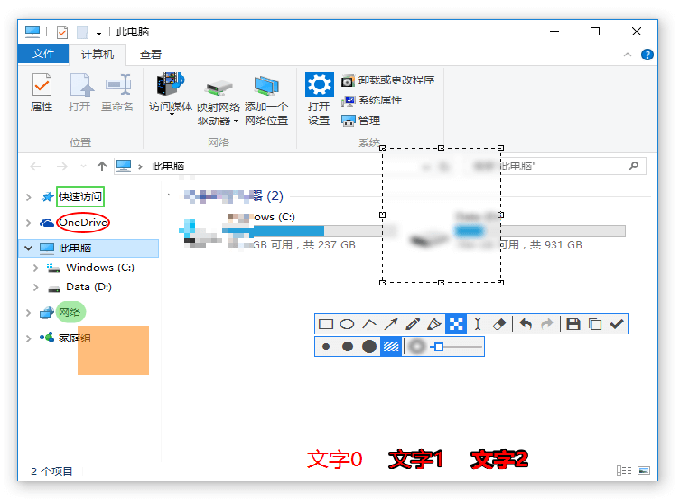 此电脑
文件 计算机 查看
属性 打开 重命名 访问媒体 映射网络驱动器 添加一个网络位置 打开设置 卸载或更改程序
系统属性
管理
位置 网络 系统
此电脑 此电脑"
快速访问
OneDrive
此电脑
Windows (C:)
Data (D:)
网络
家庭组
(2)
ows (C:)
GB 可用，共 237 GB
可用，共 931 GB
文字0 文字1 文字2
2 个项目